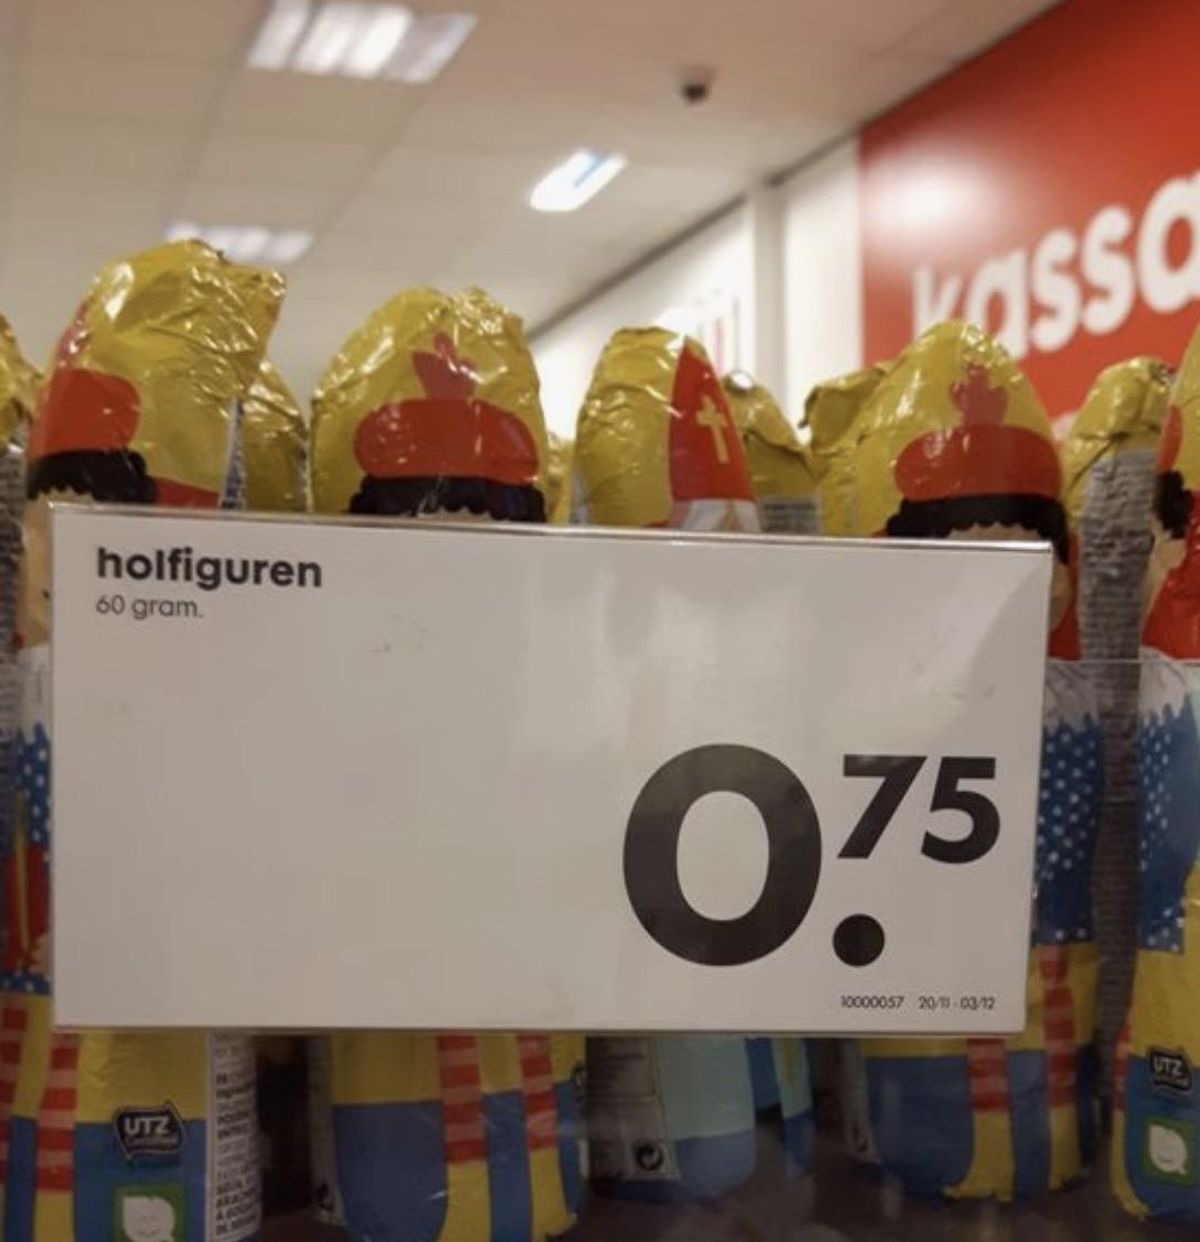 kassa
holfiguren
60 gram.
0.75
10000057 20/11 - 03/12
UTZ
UTZ